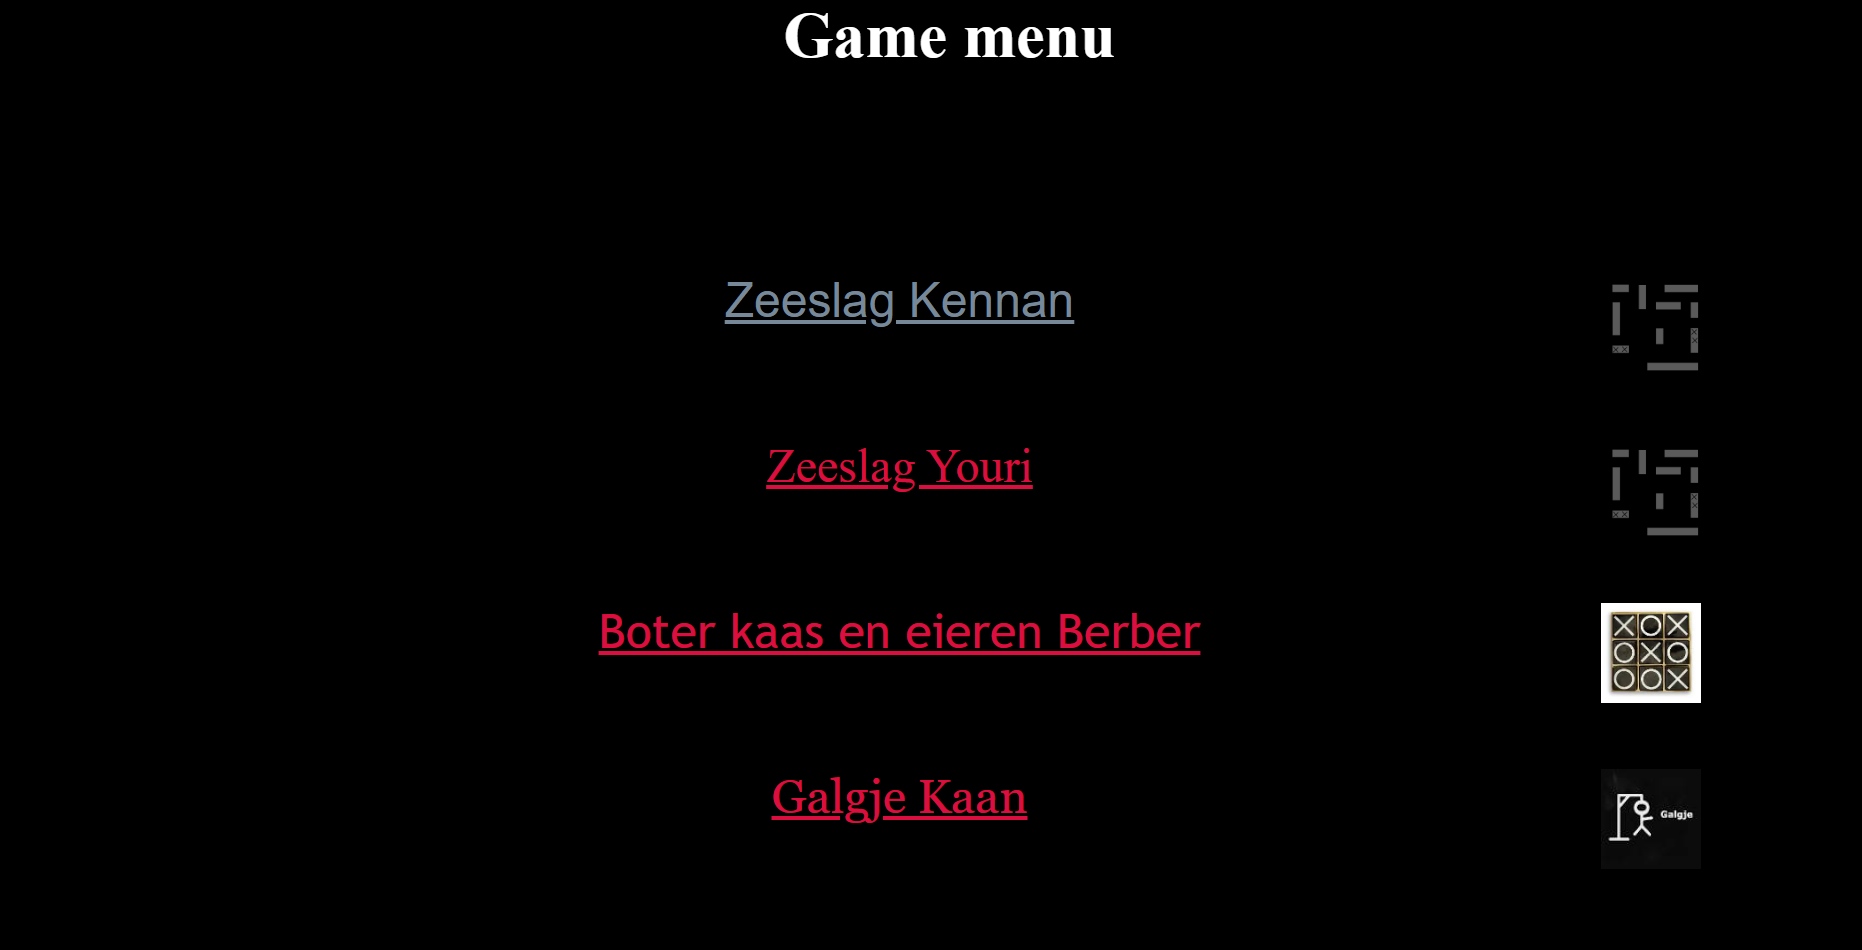 Game menu
Zeeslag Kennan
Zeeslag Youri
Boter kaas en eieren Berber
Galgje Kaan
Galgje